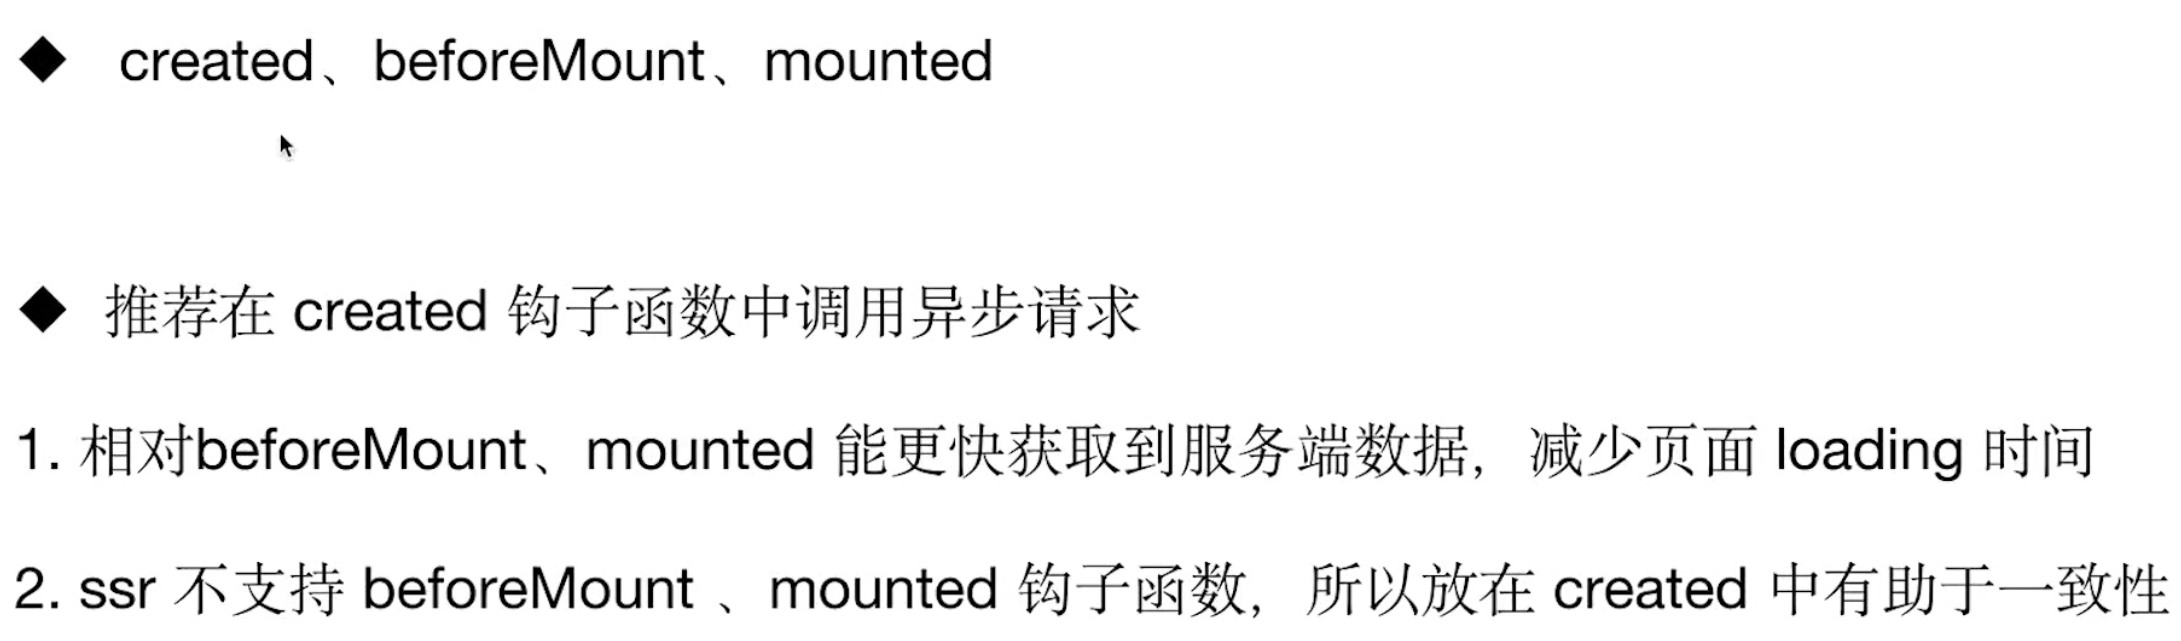 ◆ created、beforeMount、mounted
◆ 推荐在 created 钩子函数中调用异步请求
1. 相对beforeMount、mounted 能更快获取到服务端数据，减少页面 loading 时间
2. ssr 不支持 beforeMount 、mounted 钩子函数，所以放在 created 中有助于一致性